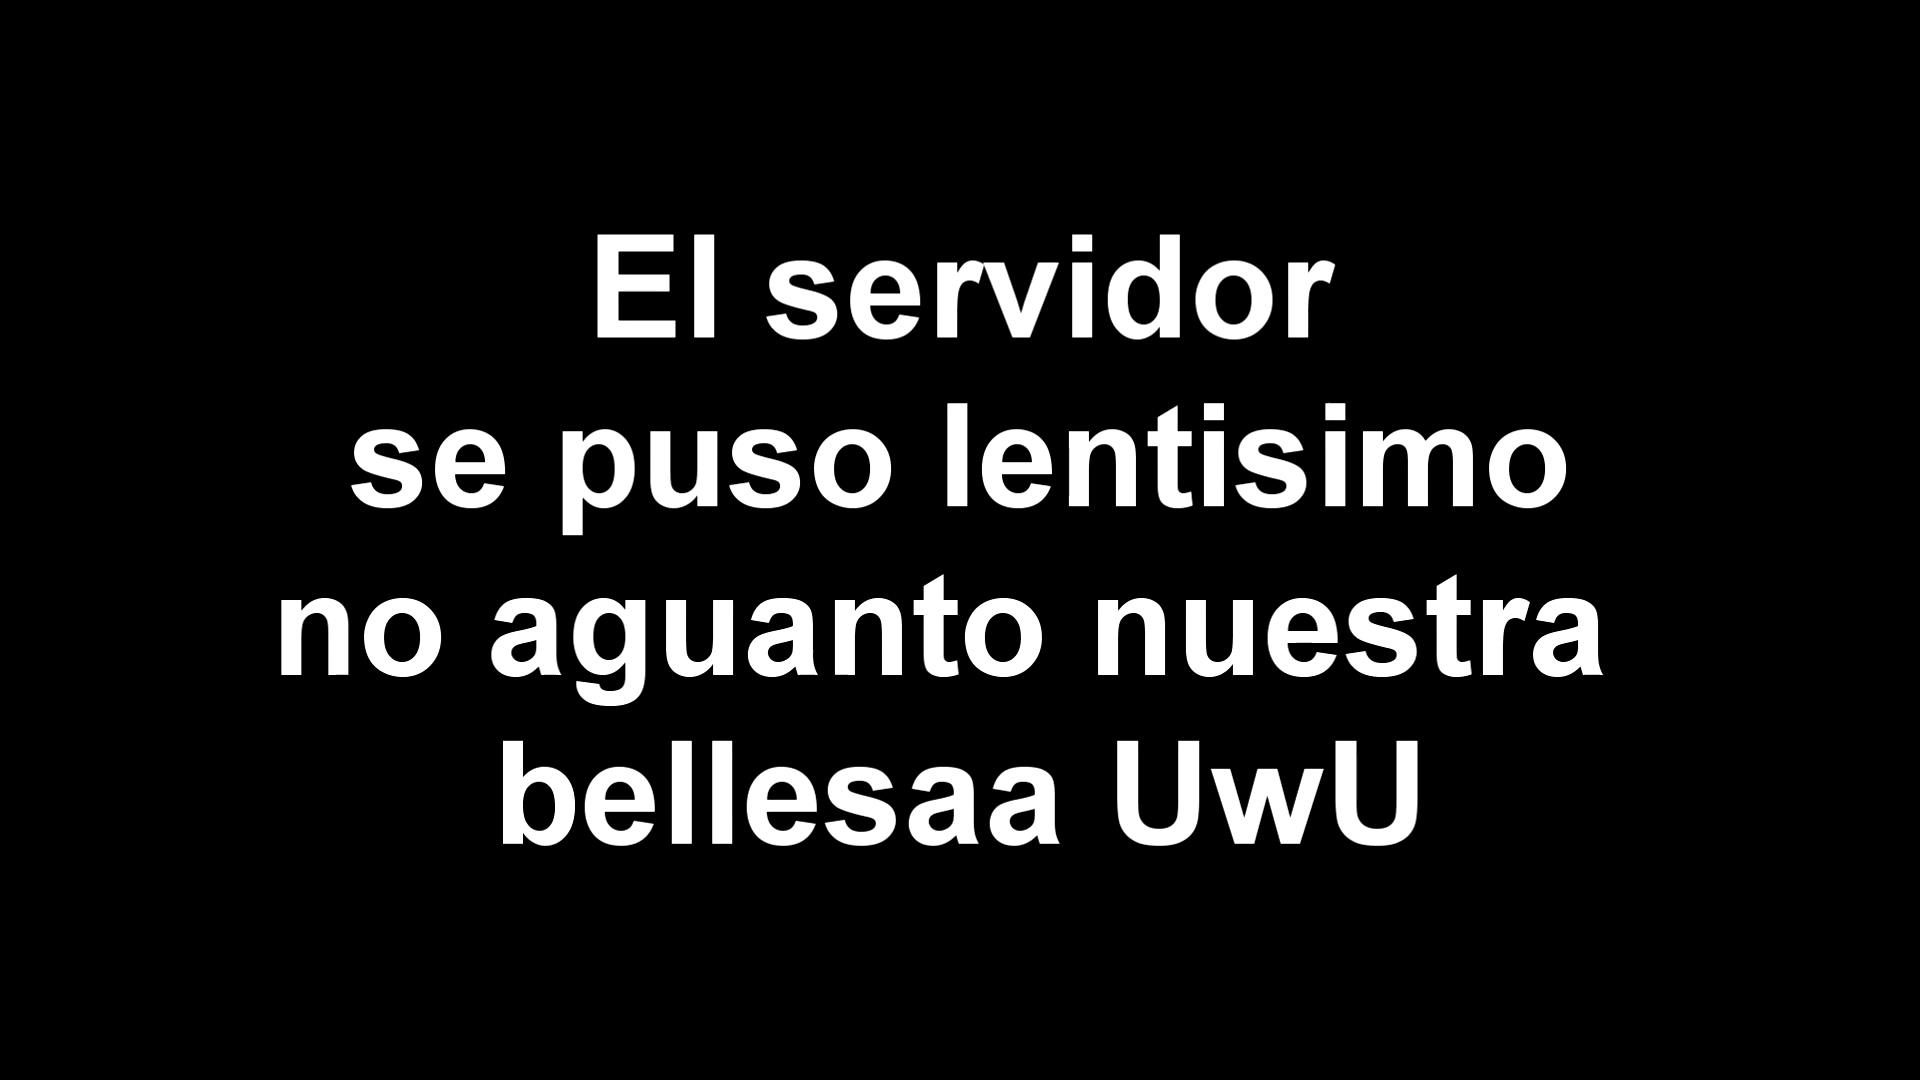 El servidor
se puso lentisimo
no aguanto nuestra
bellesaa UwU